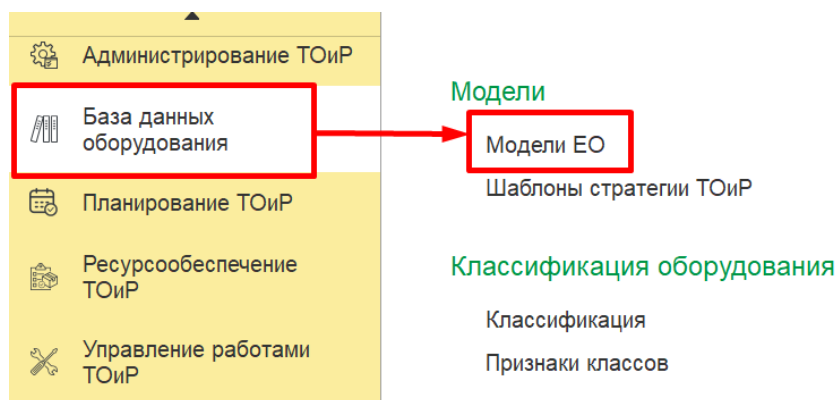 Администрирование ТОиР
База данных
оборудования
Планирование ТОиР
Ресурсообеспечение
ТОиР
Управление работами
ТОиР
Модели
Модели ЕО
Шаблоны стратегии ТОиР
Классификация оборудования
Классификация
Признаки классов